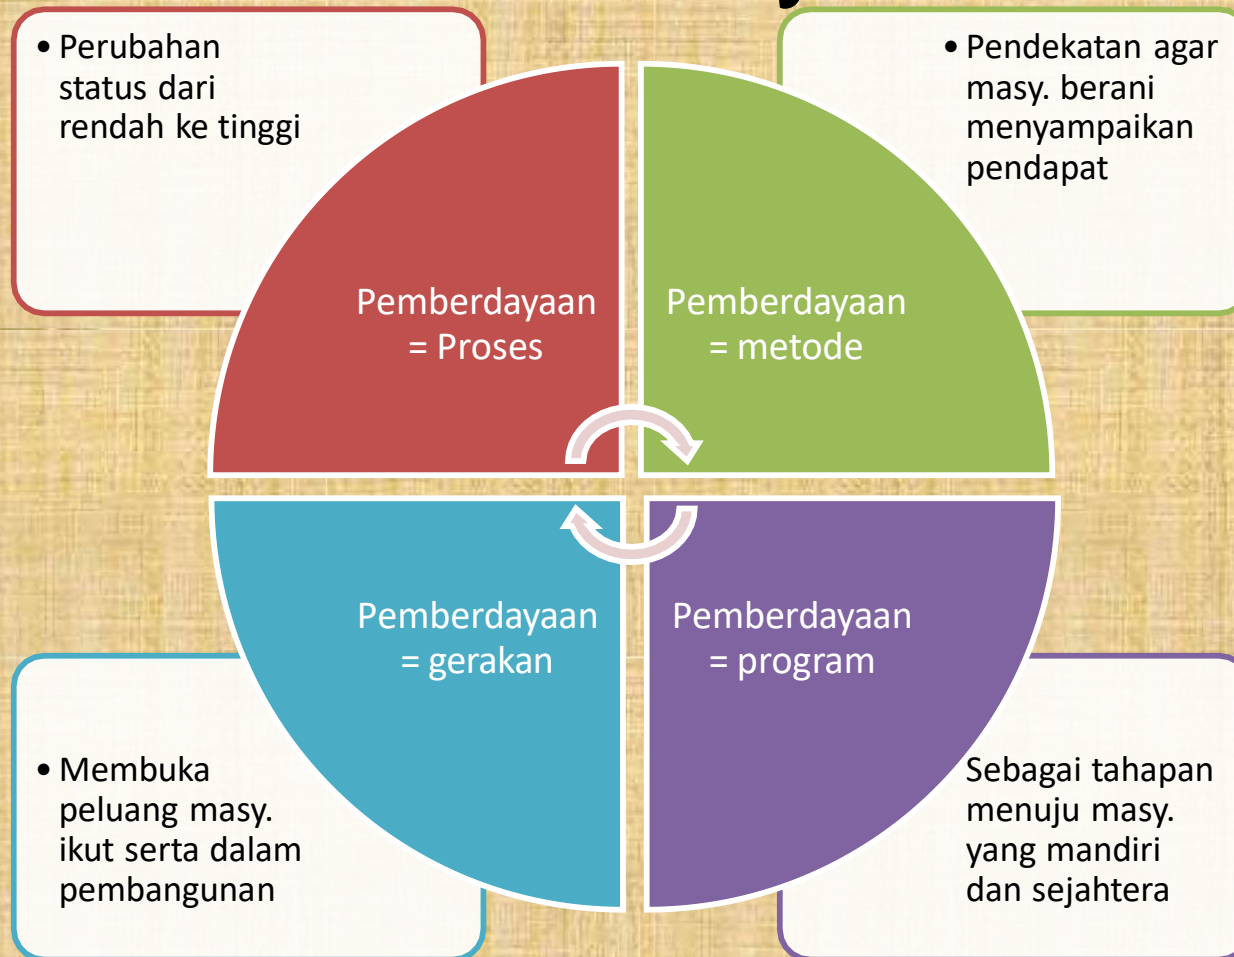 • Perubahan
status dari
rendah ke tinggi
• Pendekatan agar
masy. berani
menyampaikan
pendapat
Pemberdayaan
= Proses
Pemberdayaan
= metode
Pemberdayaan
= gerakan
Pemberdayaan
= program
• Membuka
peluang masy.
ikut serta dalam
pembangunan
Sebagai tahapan
menuju masy.
yang mandiri
dan sejahtera